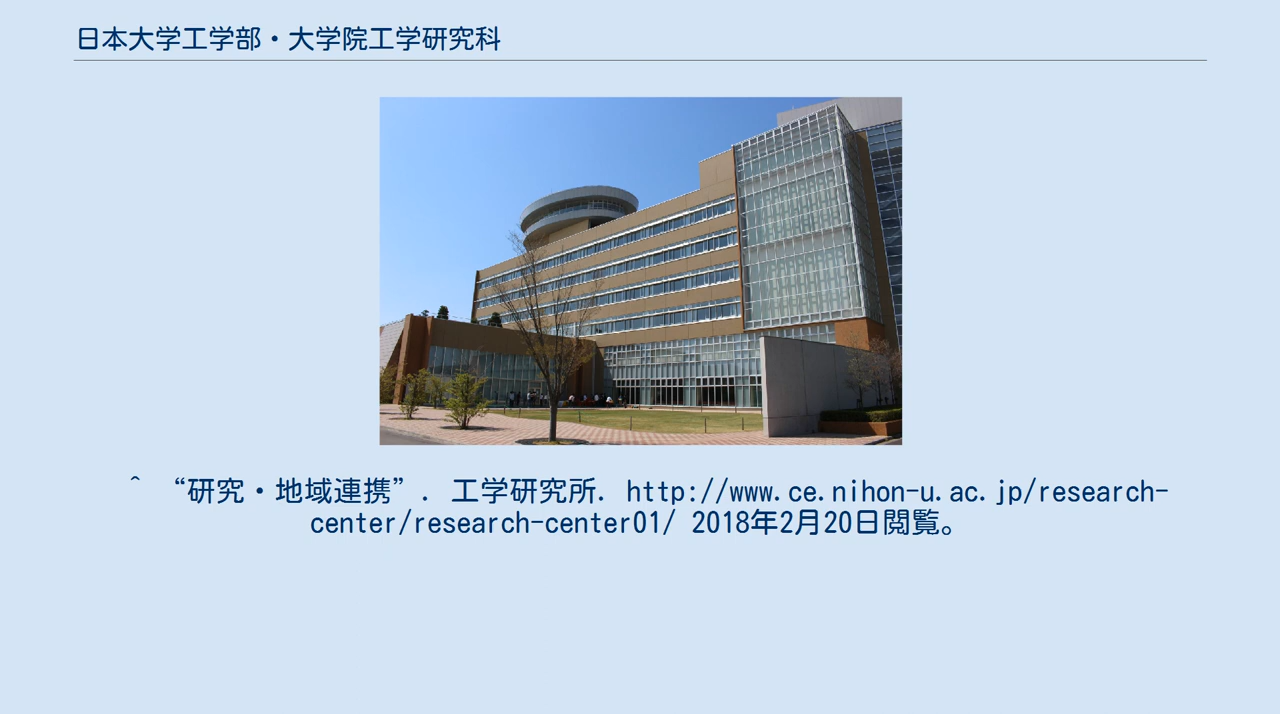 日本大学工学部・大学院工学研究科
^ “研究・地域連携”. 工学研究所. http://www.ce.nihon-u.ac.jp/research-
center/research-center01/ 2018年2月20日閲覧。